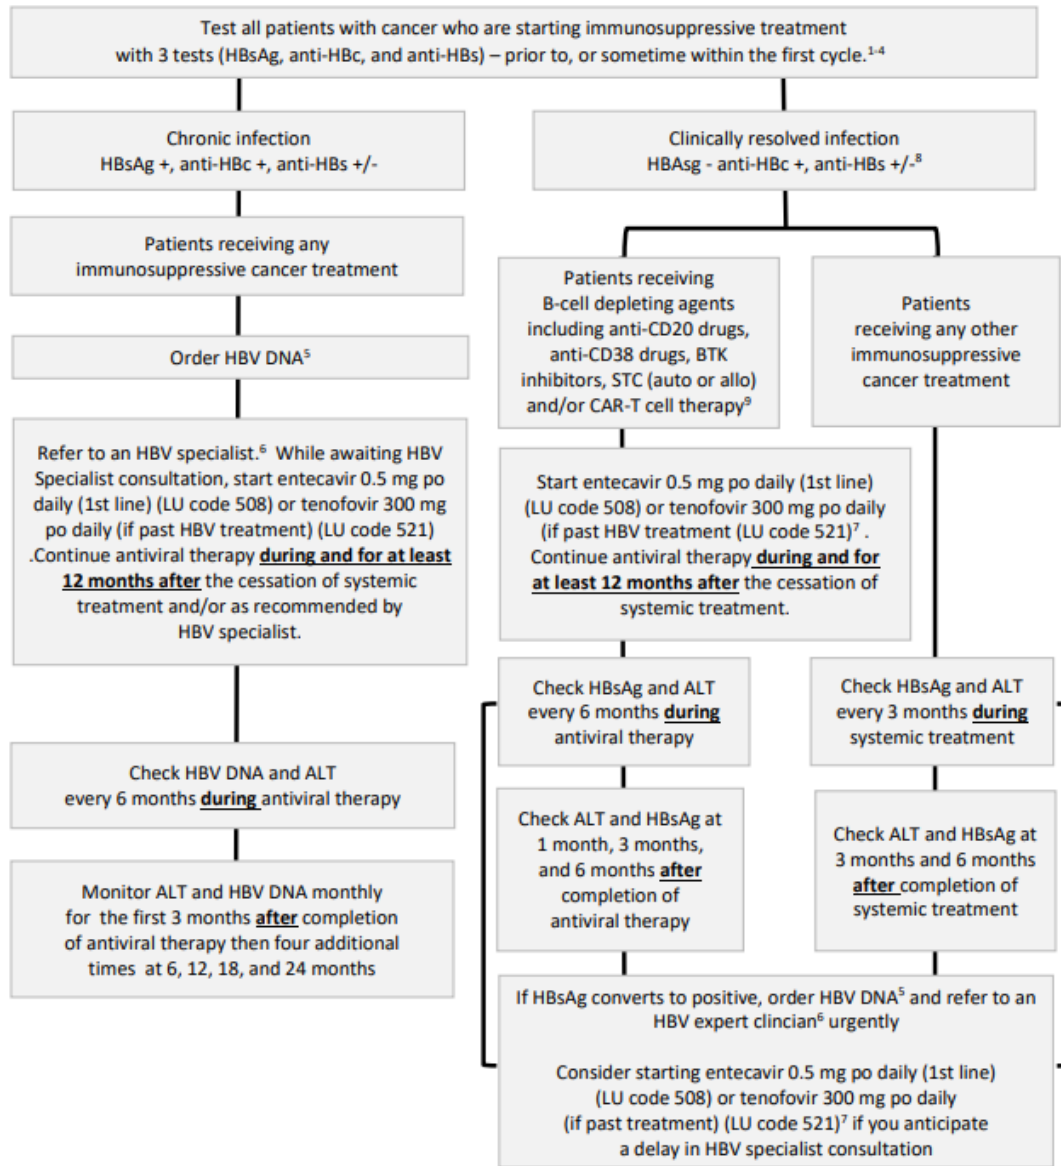 Test all patients with cancer who are starting immunosuppressive treatment
with 3 tests (HBsAg, anti-HBc, and anti-HBs) – prior to, or sometime within the first cycle.¹⁻⁴
Chronic infection
HBsAg +, anti-HBc +, anti-HBs +/-
Patients receiving any
immunosuppressive cancer treatment
Order HBV DNA⁵
Refer to an HBV specialist.⁶ While awaiting HBV
Specialist consultation, start entecavir 0.5 mg po
daily (1st line) (LU code 508) or tenofovir 300 mg
po daily (if past HBV treatment) (LU code 521)
.Continue antiviral therapy during and for at least
12 months after the cessation of systemic
treatment and/or as recommended by
HBV specialist.
Check HBV DNA and ALT
every 6 months during antiviral therapy
Monitor ALT and HBV DNA monthly
for the first 3 months after completion
of antiviral therapy then four additional
times at 6, 12, 18, and 24 months
Clinically resolved infection
HBAsg - anti-HBc +, anti-HBs +/-⁸
Patients receiving
B-cell depleting agents
including anti-CD20 drugs,
anti-CD38 drugs, BTK
inhibitors, STC (auto or allo)
and/or CAR-T cell therapy⁹
Start entecavir 0.5 mg po daily (1st line)
(LU code 508) or tenofovir 300 mg po daily
(if past HBV treatment (LU code 521)⁷ .
Continue antiviral therapy during and for
at least 12 months after the cessation of
systemic treatment.
Check HBsAg and ALT
every 6 months during
antiviral therapy
Check ALT and HBsAg at
1 month, 3 months,
and 6 months after
completion of
antiviral therapy
Patients
receiving any other
immunosuppressive
cancer treatment
Check HBsAg and ALT
every 3 months during
systemic treatment
Check ALT and HBsAg at
3 months and 6 months
after completion of
systemic treatment
If HBsAg converts to positive, order HBV DNA⁵ and refer to an
HBV expert clincian⁶ urgently
Consider starting entecavir 0.5 mg po daily (1st line)
(LU code 508) or tenofovir 300 mg po daily
(if past treatment) (LU code 521)⁷ if you anticipate
a delay in HBV specialist consultation